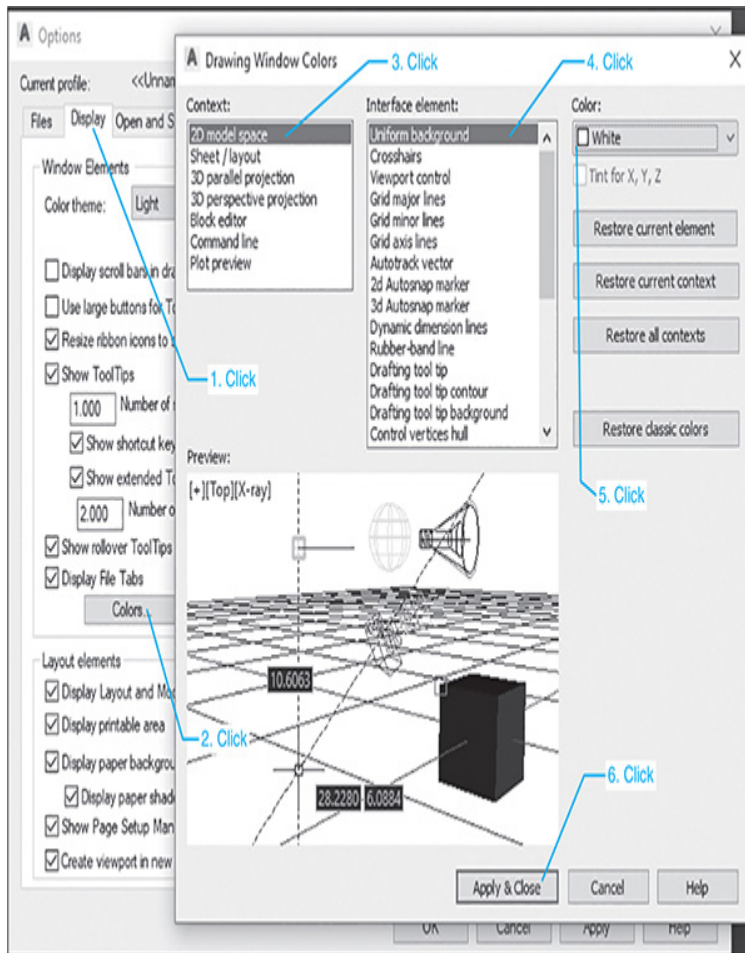 Options
Current profile: <<Unnan
Files Display Open and S
Window Elements
Color theme: Light
Display scroll bars in dra
Use large buttons for To
Resize ribbon icons to s
Show ToolTips
1.000 Number of s
Show shortcut key
Show extended To
2.000 Number o
Show rollover ToolTips
Display File Tabs
Colors...
Layout elements
Display Layout and Mod
Display printable area
Display paper backgrou
Display paper shado
Show Page Setup Man
Create viewport in new
OK Cancel Apply Help
1. Click
2. Click
Drawing Window Colors
3. Click
4. Click
X
Context:
2D model space
Sheet / layout
3D parallel projection
3D perspective projection
Block editor
Command line
Plot preview
Interface element:
Uniform background
Crosshairs
Viewport control
Grid major lines
Grid minor lines
Grid axis lines
Autotrack vector
2d Autosnap marker
3d Autosnap marker
Dynamic dimension lines
Rubber-band line
Drafting tool tip
Drafting tool tip contour
Drafting tool tip background
Control vertices hull
Color:
White
Tint for X, Y, Z
Restore current element
Restore current context
Restore all contexts
Restore classic colors
5. Click
Preview:
[+][Top][X-ray]
10.6063
28.2280 6.0884
6. Click
Apply & Close Cancel Help